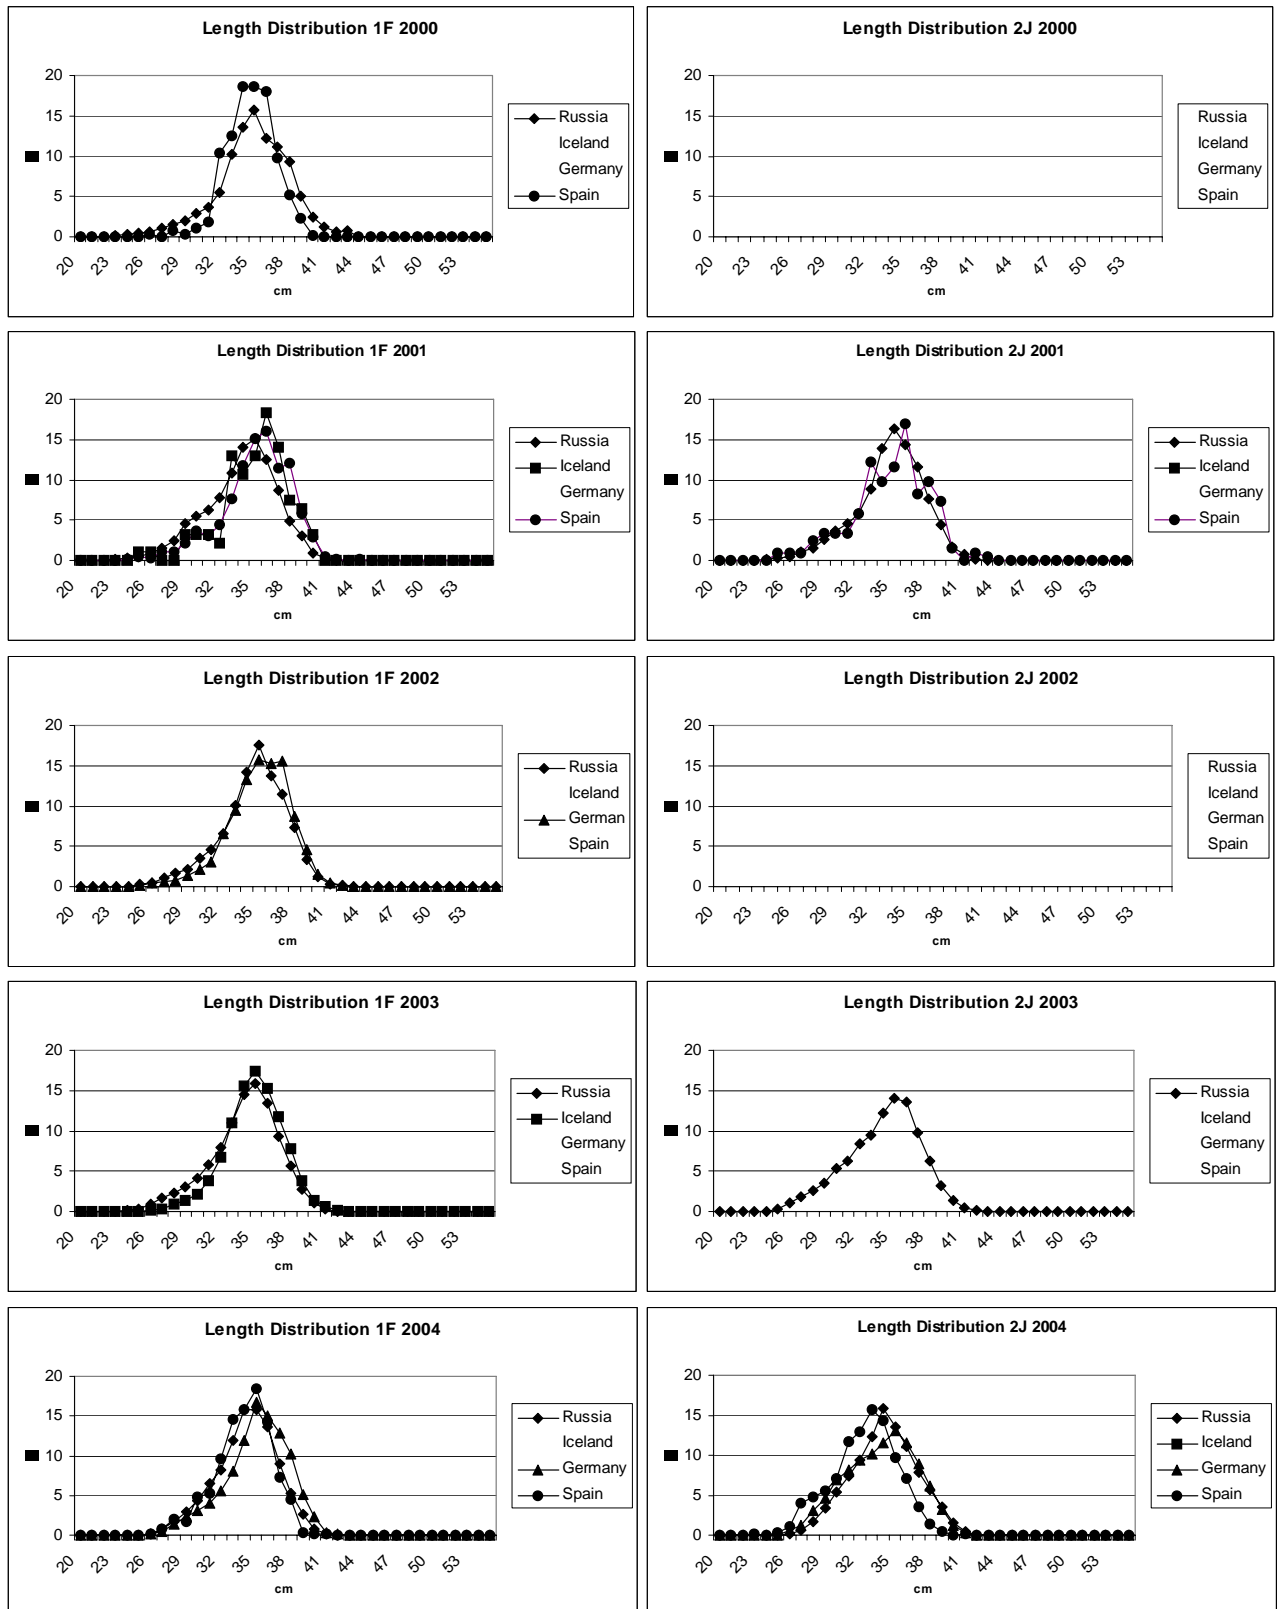 Length Distribution 1F 2000
20
15
10
5
0
20 23 26 29 32 35 38 41 44 47 50 53
cm
Russia
Iceland
Germany
Spain
Length Distribution 2J 2000
20
15
10
5
0
20 23 26 29 32 35 38 41 44 47 50 53
cm
Russia
Iceland
Germany
Spain
Length Distribution 1F 2001
20
15
10
5
0
20 23 26 29 32 35 38 41 44 47 50 53
cm
Russia
Iceland
Germany
Spain
Length Distribution 2J 2001
20
15
10
5
0
20 23 26 29 32 35 38 41 44 47 50 53
cm
Russia
Iceland
Germany
Spain
Length Distribution 1F 2002
20
15
10
5
0
20 23 26 29 32 35 38 41 44 47 50 53
cm
Russia
Iceland
German
Spain
Length Distribution 2J 2002
20
15
10
5
0
20 23 26 29 32 35 38 41 44 47 50 53
cm
Russia
Iceland
German
Spain
Length Distribution 1F 2003
20
15
10
5
0
20 23 26 29 32 35 38 41 44 47 50 53
cm
Russia
Iceland
Germany
Spain
Length Distribution 2J 2003
20
15
10
5
0
20 23 26 29 32 35 38 41 44 47 50 53
cm
Russia
Iceland
Germany
Spain
Length Distribution 1F 2004
20
15
10
5
0
20 23 26 29 32 35 38 41 44 47 50 53
cm
Russia
Iceland
Germany
Spain
Length Distribution 2J 2004
20
15
10
5
0
20 23 26 29 32 35 38 41 44 47 50 53
cm
Russia
Iceland
Germany
Spain